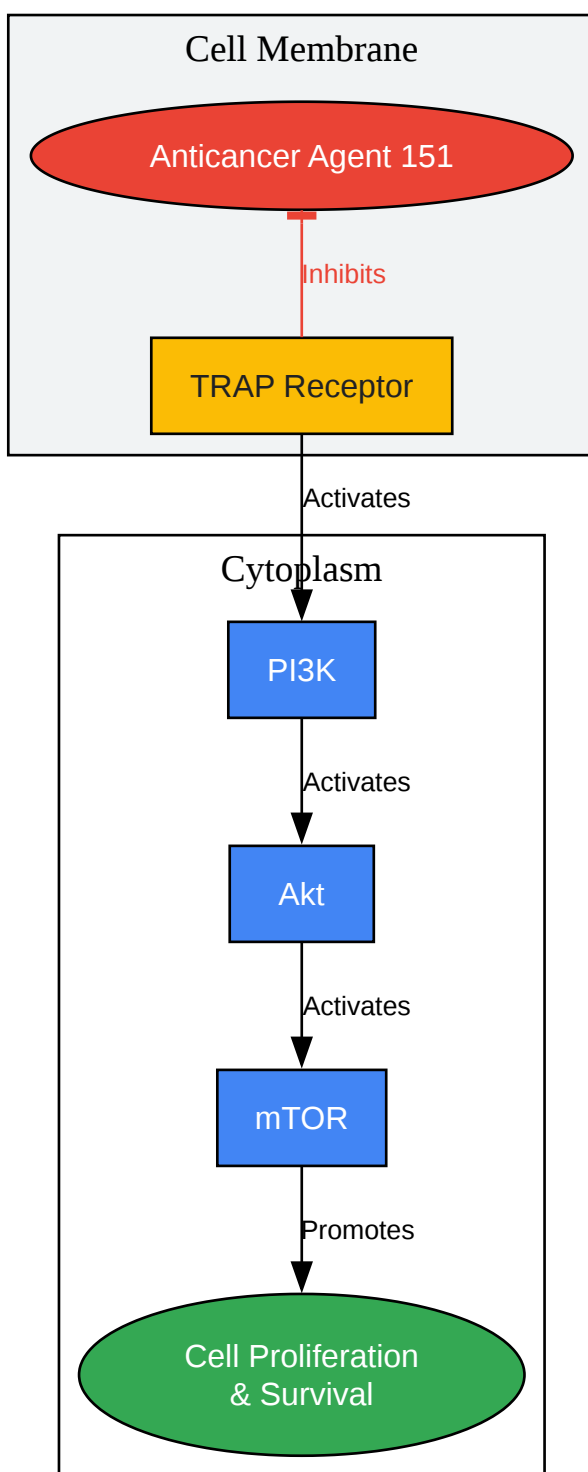 Cell Membrane
Anticancer Agent 151
Inhibits
TRAP Receptor
Activates
Cytoplasm
PI3K
Activates
Akt
Activates
mTOR
Promotes
Cell Proliferation
& Survival